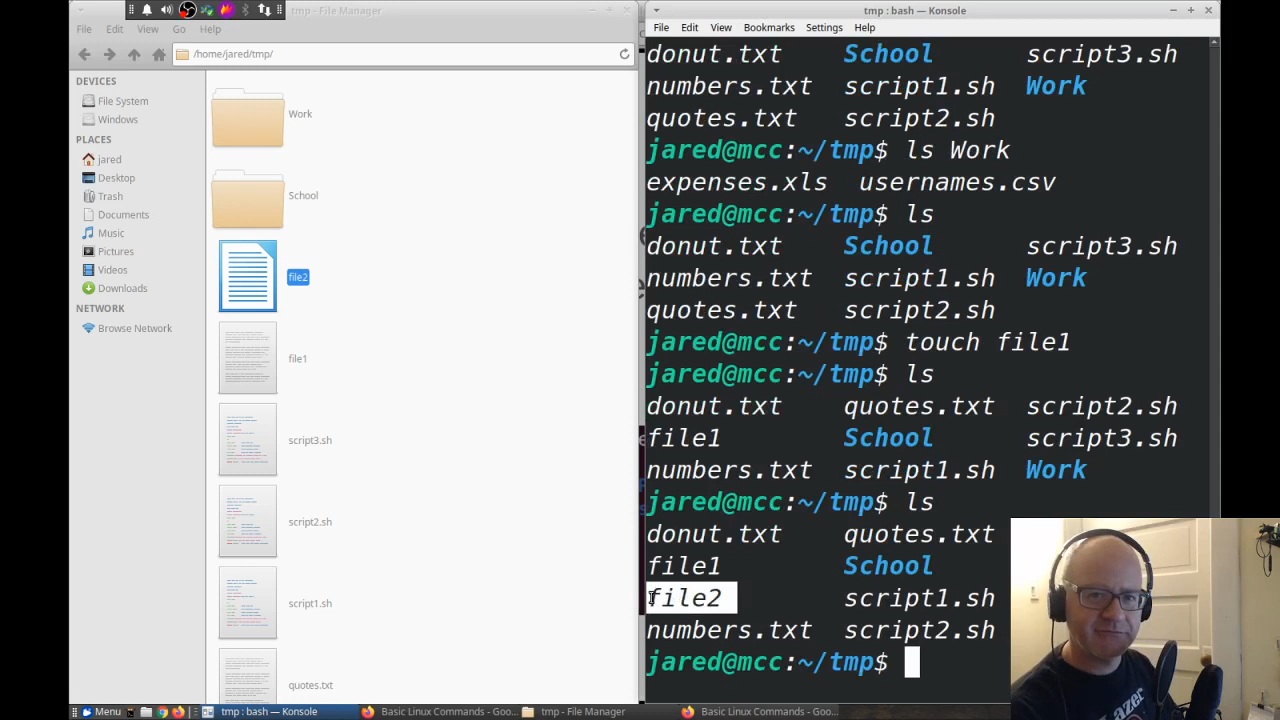 tmp - File Manager
File Edit View Go Help
/home/jared/tmp/
DEVICES
File System
Windows
PLACES
jared
Desktop
Trash
Documents
Music
Pictures
Videos
Downloads
NETWORK
Browse Network
Work
School
file2
file1
script3.sh
script2.sh
script1.sh
quotes.txt
tmp : bash — Konsole
File Edit View Bookmarks Settings Help
donut.txt School script3.sh
numbers.txt script1.sh Work
quotes.txt script2.sh
jared@mcc:~/tmp$ ls Work
expenses.xls usernames.csv
jared@mcc:~/tmp$ ls
donut.txt School script3.sh
numbers.txt script1.sh Work
quotes.txt script2.sh
jared@mcc:~/tmp$ touch file1
jared@mcc:~/tmp$ ls
donut.txt quotes.txt script2.sh
file1 School script3.sh
numbers.txt script1.sh Work
jared@mcc:~/tmp$ ls
donut.txt quotes.txt
file1 School
file2 script1.sh
numbers.txt script2.sh
jared@mcc:~/tmp$
Menu tmp : bash — Konsole Basic Linux Commands - Goo... tmp - File Manager Basic Linux Commands - Goo...